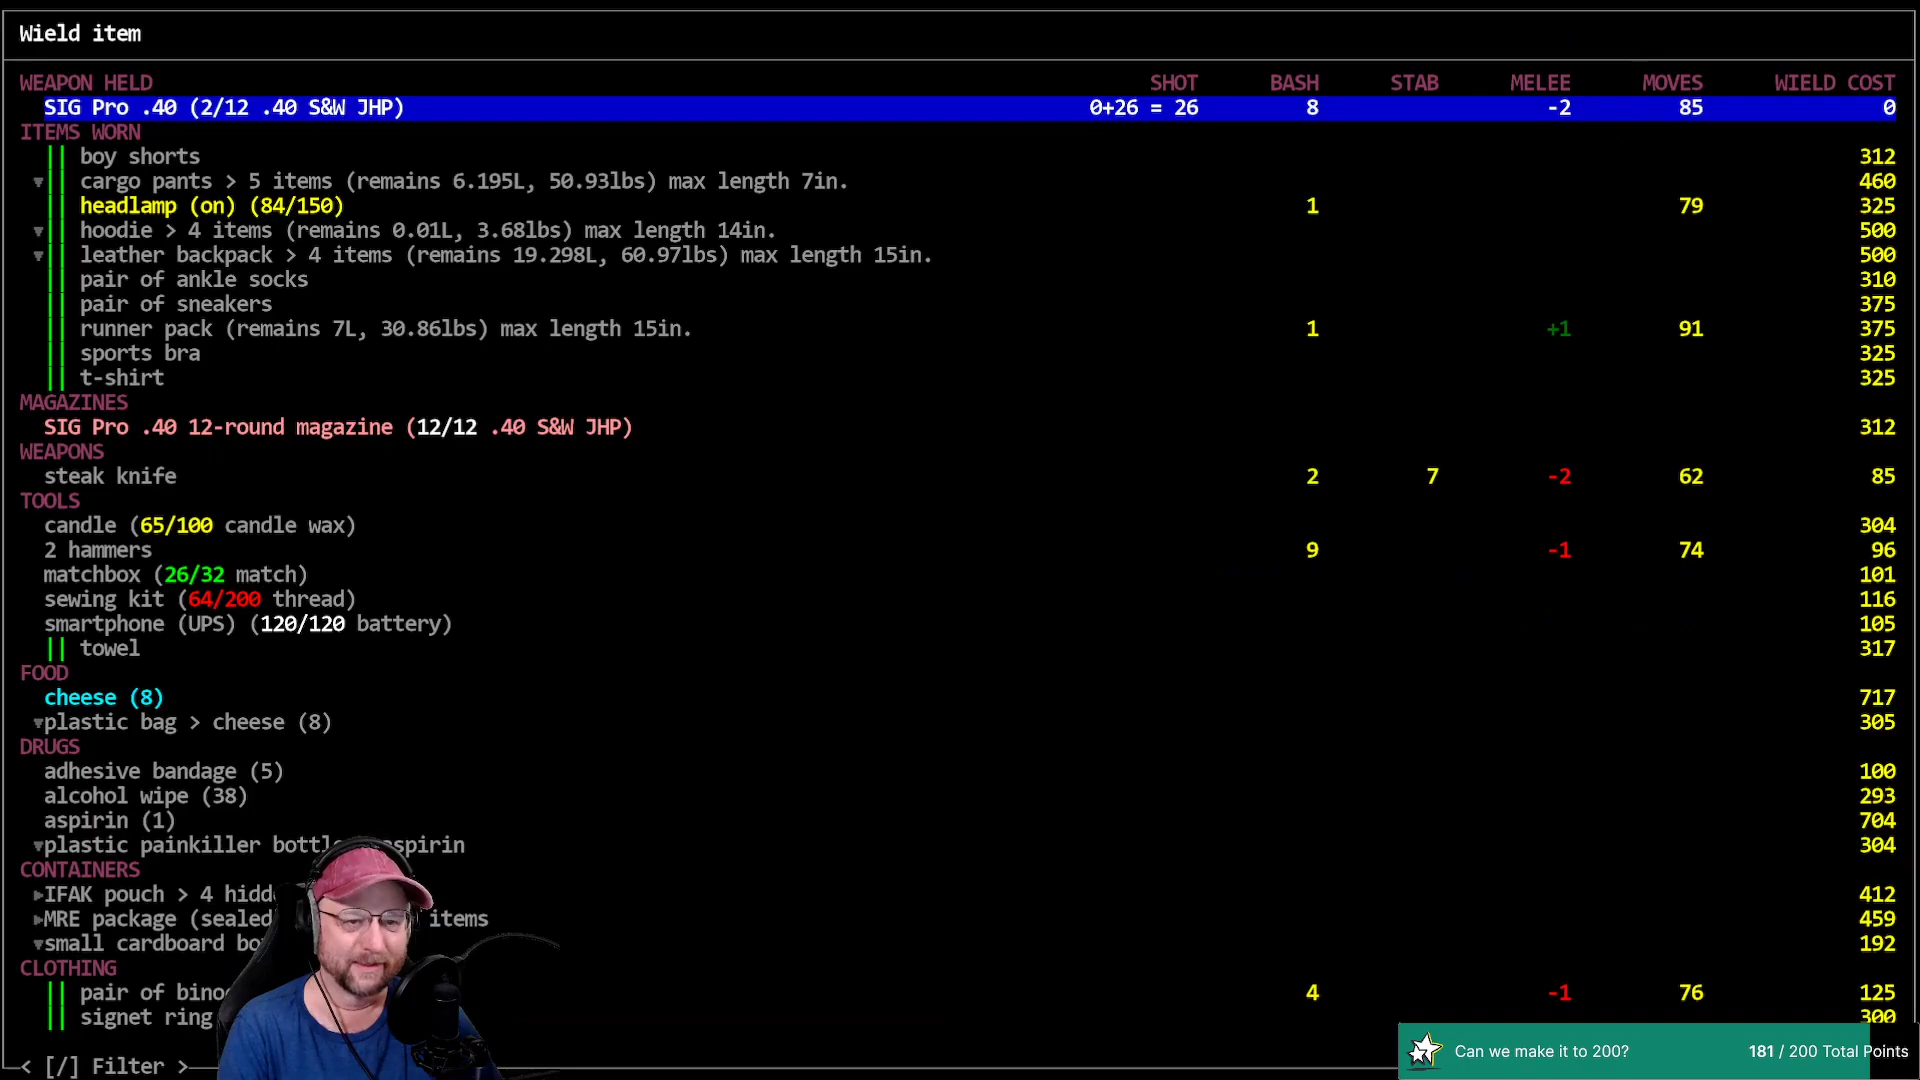 Wield item
WEAPON HELD SHOT BASH STAB MELEE MOVES WIELD COST
SIG Pro .40 (2/12 .40 S&W JHP) 0+26 = 26 8 -2 85 0
ITEMS WORN
boy shorts 312
cargo pants > 5 items (remains 6.195L, 50.93lbs) max length 7in. 460
headlamp (on) (84/150) 1 79 325
hoodie > 4 items (remains 0.01L, 3.68lbs) max length 14in. 500
leather backpack > 4 items (remains 19.298L, 60.97lbs) max length 15in. 500
pair of ankle socks 310
pair of sneakers 375
runner pack (remains 7L, 30.86lbs) max length 15in. 1 +1 91 375
sports bra 325
t-shirt 325
MAGAZINES
SIG Pro .40 12-round magazine (12/12 .40 S&W JHP) 312
WEAPONS
steak knife 2 7 -2 62 85
TOOLS
candle (65/100 candle wax) 304
2 hammers 9 -1 74 96
matchbox (26/32 match) 101
sewing kit (64/200 thread) 116
smartphone (UPS) (120/120 battery) 105
towel 317
FOOD
cheese (8) 717
plastic bag > cheese (8) 305
DRUGS
adhesive bandage (5) 100
alcohol wipe (38) 293
aspirin (1) 704
plastic painkiller 304
CONTAINERS
IFAK pouch > 4 412
MRE package (sealed items 459
small cardboard 192
CLOTHING
pair of 4 -1 76 125
signet ring 300
< [/] Filter >
Can we make it to 200? 181 / 200 Total Points